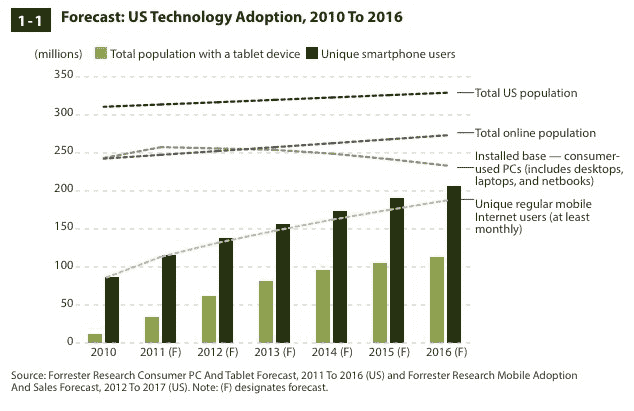 1-1 Forecast: US Technology Adoption, 2010 To 2016
(millions) Total population with a tablet device Unique smartphone users
350
300
250
200
150
100
50
0
Total US population
Total online population
Installed base — consumer-
used PCs (includes desktops,
laptops, and netbooks)
Unique regular mobile
Internet users (at least
monthly)
2010 2011 (F) 2012 (F) 2013 (F) 2014 (F) 2015 (F) 2016 (F)
Source: Forrester Research Consumer PC And Tablet Forecast, 2011 To 2016 (US) and Forrester Research Mobile Adoption
And Sales Forecast, 2012 To 2017 (US). Note: (F) designates forecast.